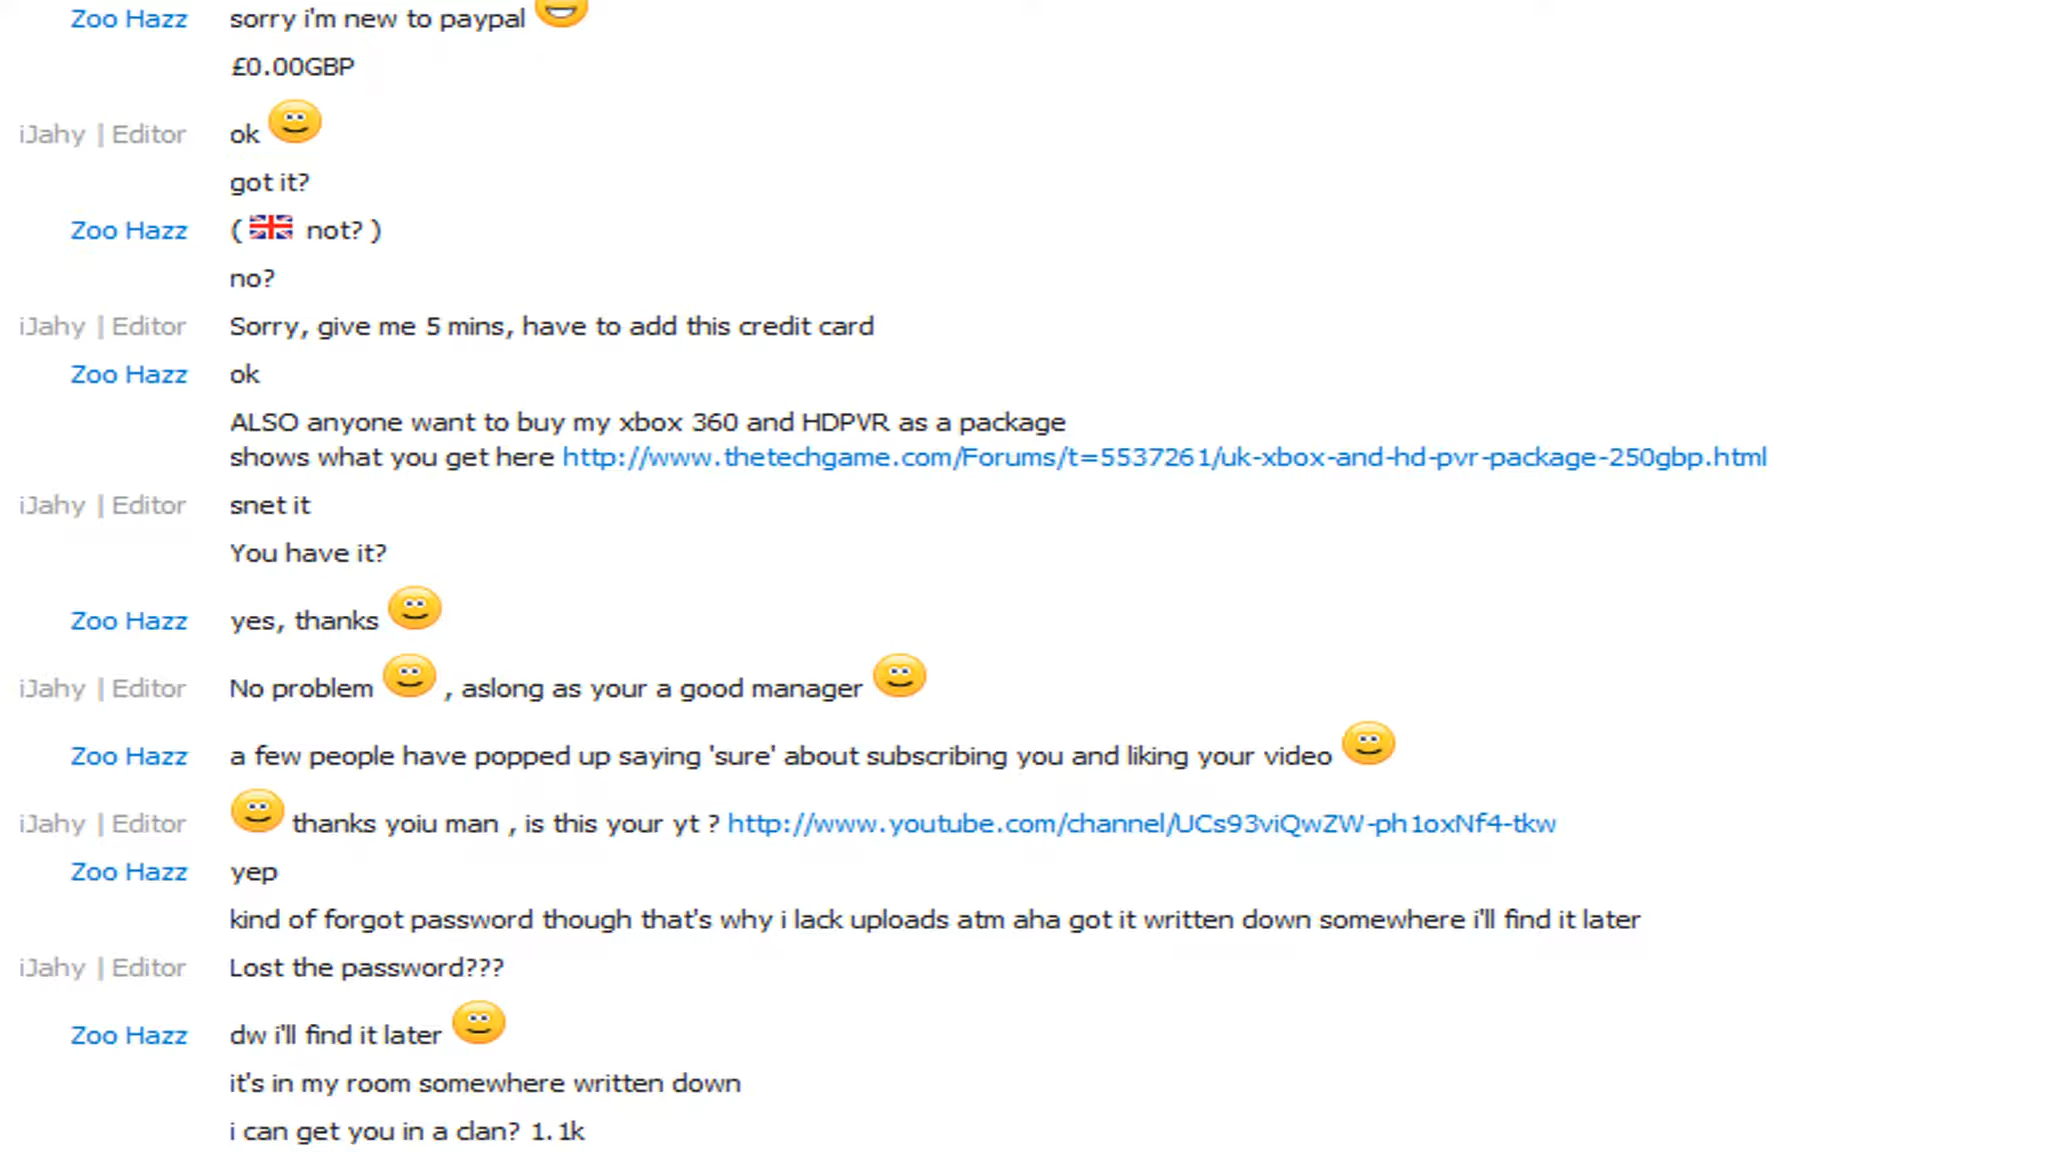 Zoo Hazz sorry i'm new to paypal
£0.00GBP
iJahy | Editor ok
got it?
Zoo Hazz ( not? )
no?
iJahy | Editor Sorry, give me 5 mins, have to add this credit card
Zoo Hazz ok
ALSO anyone want to buy my xbox 360 and HDPVR as a package
shows what you get here http://www.thetechgame.com/Forums/t=5537261/uk-xbox-and-hd-pvr-package-250gbp.html
iJahy | Editor snet it
You have it?
Zoo Hazz yes, thanks
iJahy | Editor No problem , aslong as your a good manager
Zoo Hazz a few people have popped up saying 'sure' about subscribing you and liking your video
iJahy | Editor thanks yoiu man , is this your yt ? http://www.youtube.com/channel/UCs93viQwZW-ph1oxNf4-tkw
Zoo Hazz yep
kind of forgot password though that's why i lack uploads atm aha got it written down somewhere i'll find it later
iJahy | Editor Lost the password???
Zoo Hazz dw i'll find it later
it's in my room somewhere written down
i can get you in a clan? 1.1k